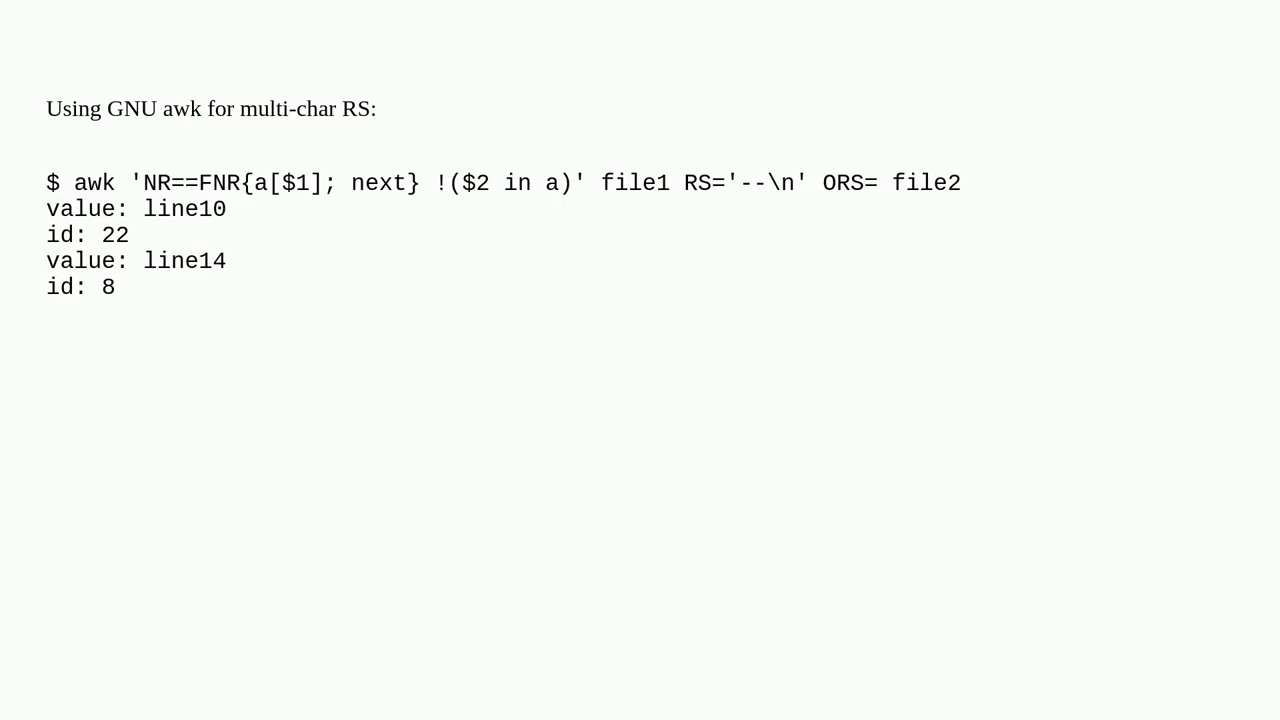 Using GNU awk for multi-char RS:
$ awk 'NR==FNR{a[$1]; next} !($2 in a)' file1 RS='--\n' ORS= file2
value: line10
id: 22
value: line14
id: 8